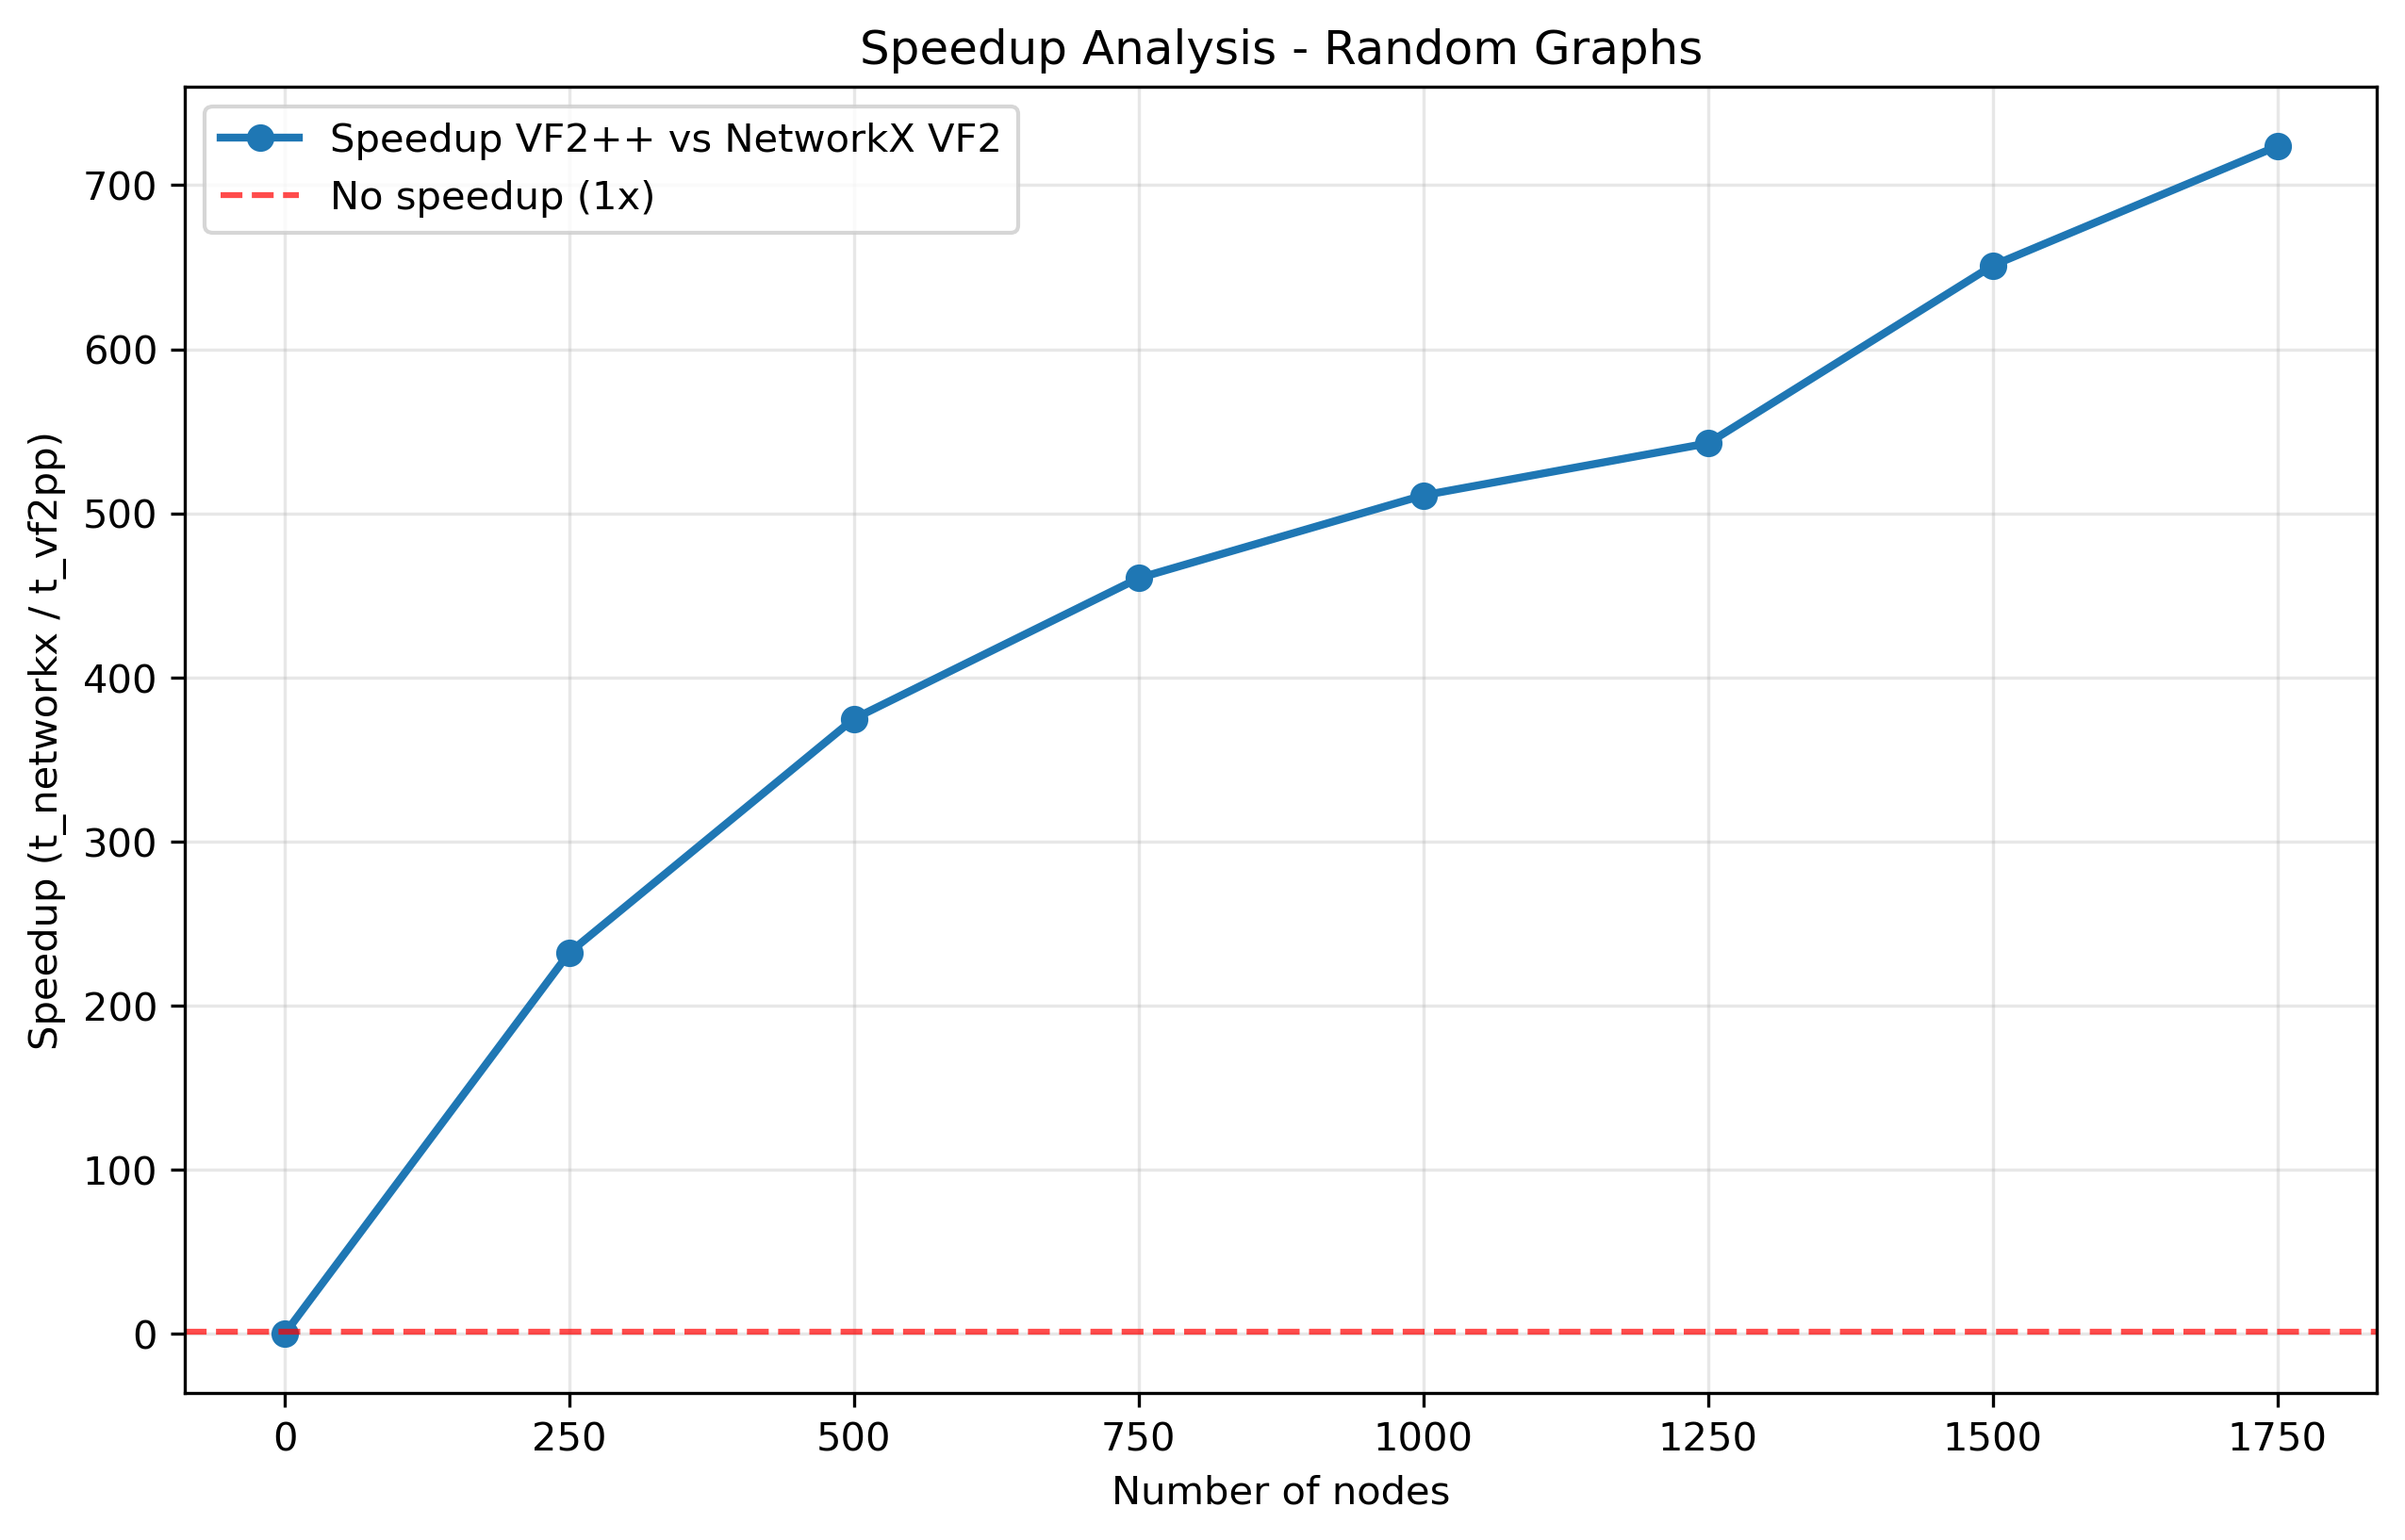 Speedup Analysis - Random Graphs
Speedup VF2++ vs NetworkX VF2
No speedup (1x)
Speedup (t_networkx / t_vf2pp)
700
600
500
400
300
200
100
0
0 250 500 750 1000 1250 1500 1750
Number of nodes